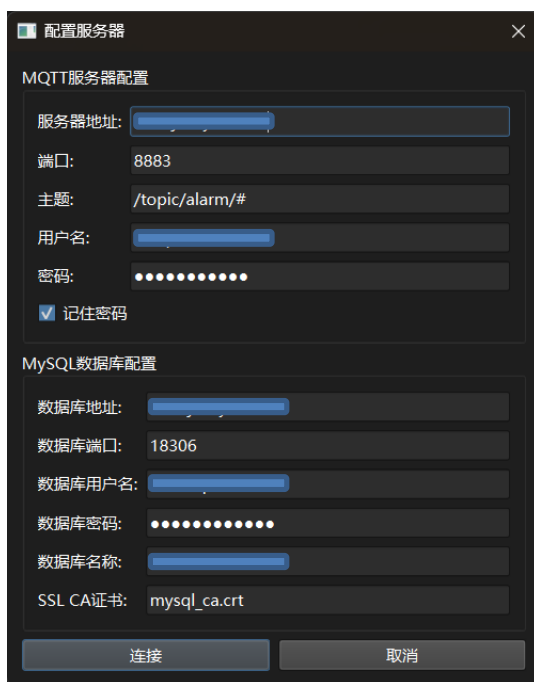 配置服务器
MQTT服务器配置
服务器地址:
端口: 8883
主题: /topic/alarm/#
用户名:
密码: ●●●●●●●●●●●
记住密码
MySQL数据库配置
数据库地址:
数据库端口: 18306
数据库用户名:
数据库密码: ●●●●●●●●●●●●
数据库名称:
SSL CA证书: mysql_ca.crt
连接 取消